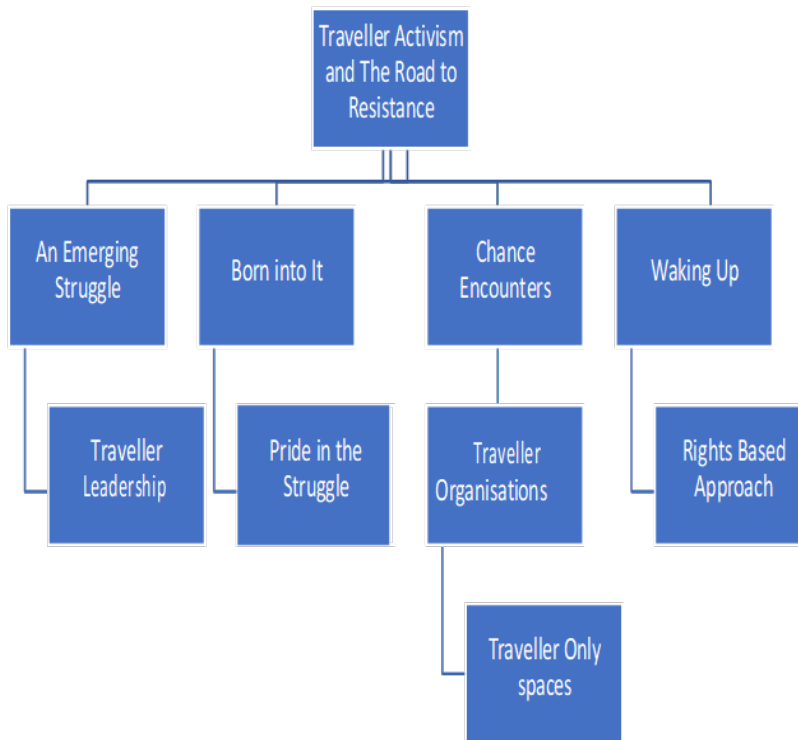 Traveller Activism
and The Road to
Resistance
An Emerging
Struggle
Born into It
Chance
Encounters
Waking Up
Traveller
Leadership
Pride in the
Struggle
Traveller
Organisations
Rights Based
Approach
Traveller Only
spaces